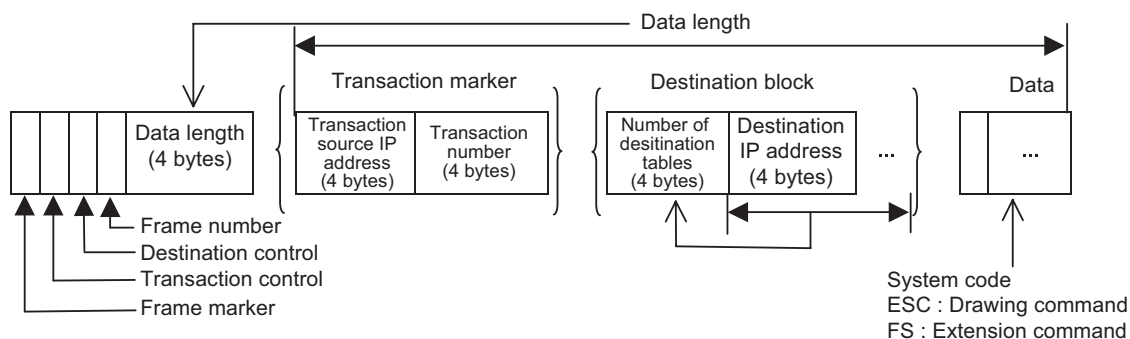 Data length
Transaction marker
Destination block
Data
Data length
(4 bytes)
Transaction
source IP
address
(4 bytes)
Transaction
number
(4 bytes)
Number of
desitination
tables
(4 bytes)
Destination
IP address
(4 bytes)
...
...
Frame number
Destination control
Transaction control
Frame marker
System code
ESC : Drawing command
FS : Extension command